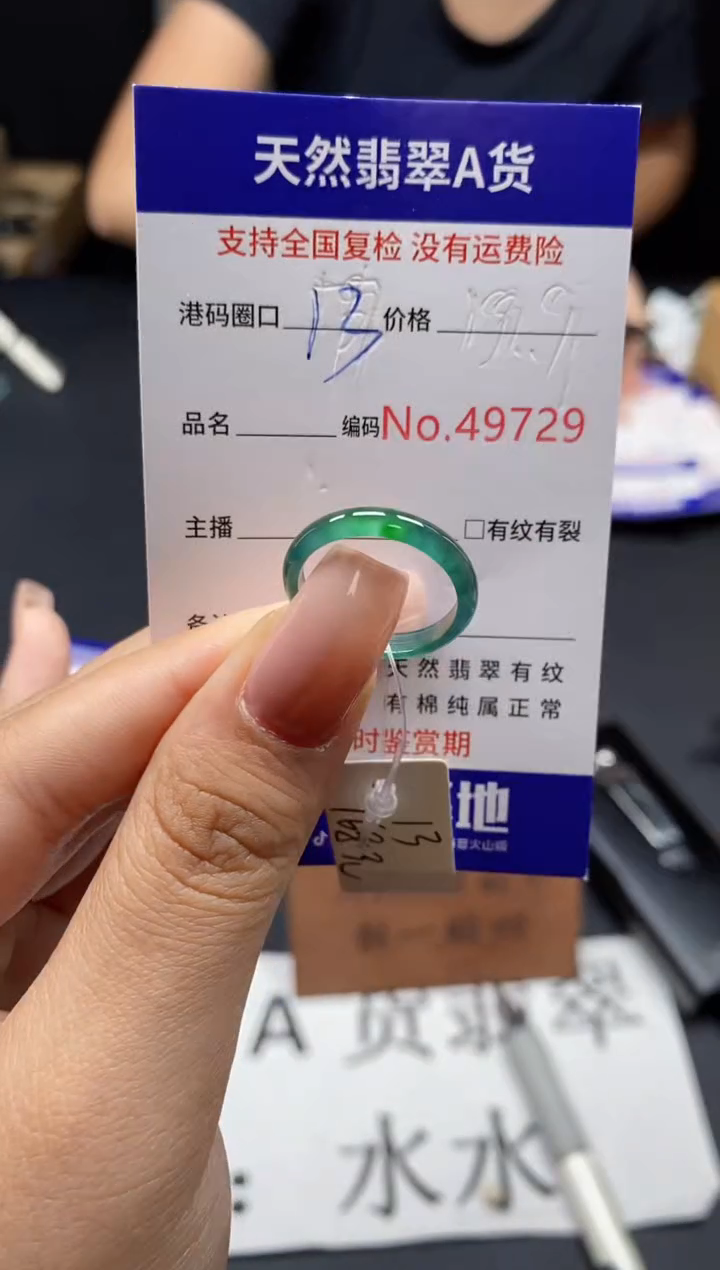 天然翡翠A货
支持全国复检 没有运费险
港码圈口 13 价格
品名 编码 No.49729
主播 □有纹有裂
天然翡翠有纹
有棉纯属正常
时鉴赏期
地
13
A 货翡翠
: 水水